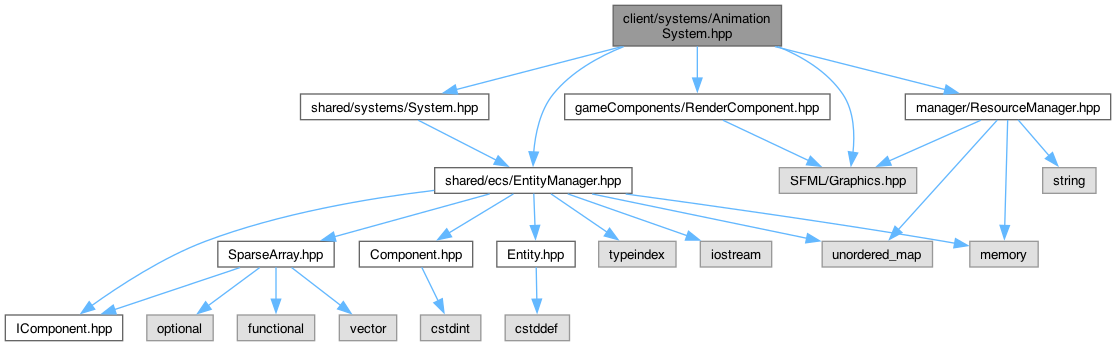 client/systems/Animation
System.hpp
shared/systems/System.hpp
gameComponents/RenderComponent.hpp
manager/ResourceManager.hpp
shared/ecs/EntityManager.hpp
SFML/Graphics.hpp
string
SparseArray.hpp
Component.hpp
Entity.hpp
typeindex
iostream
unordered_map
memory
IComponent.hpp
optional
functional
vector
cstdint
cstddef